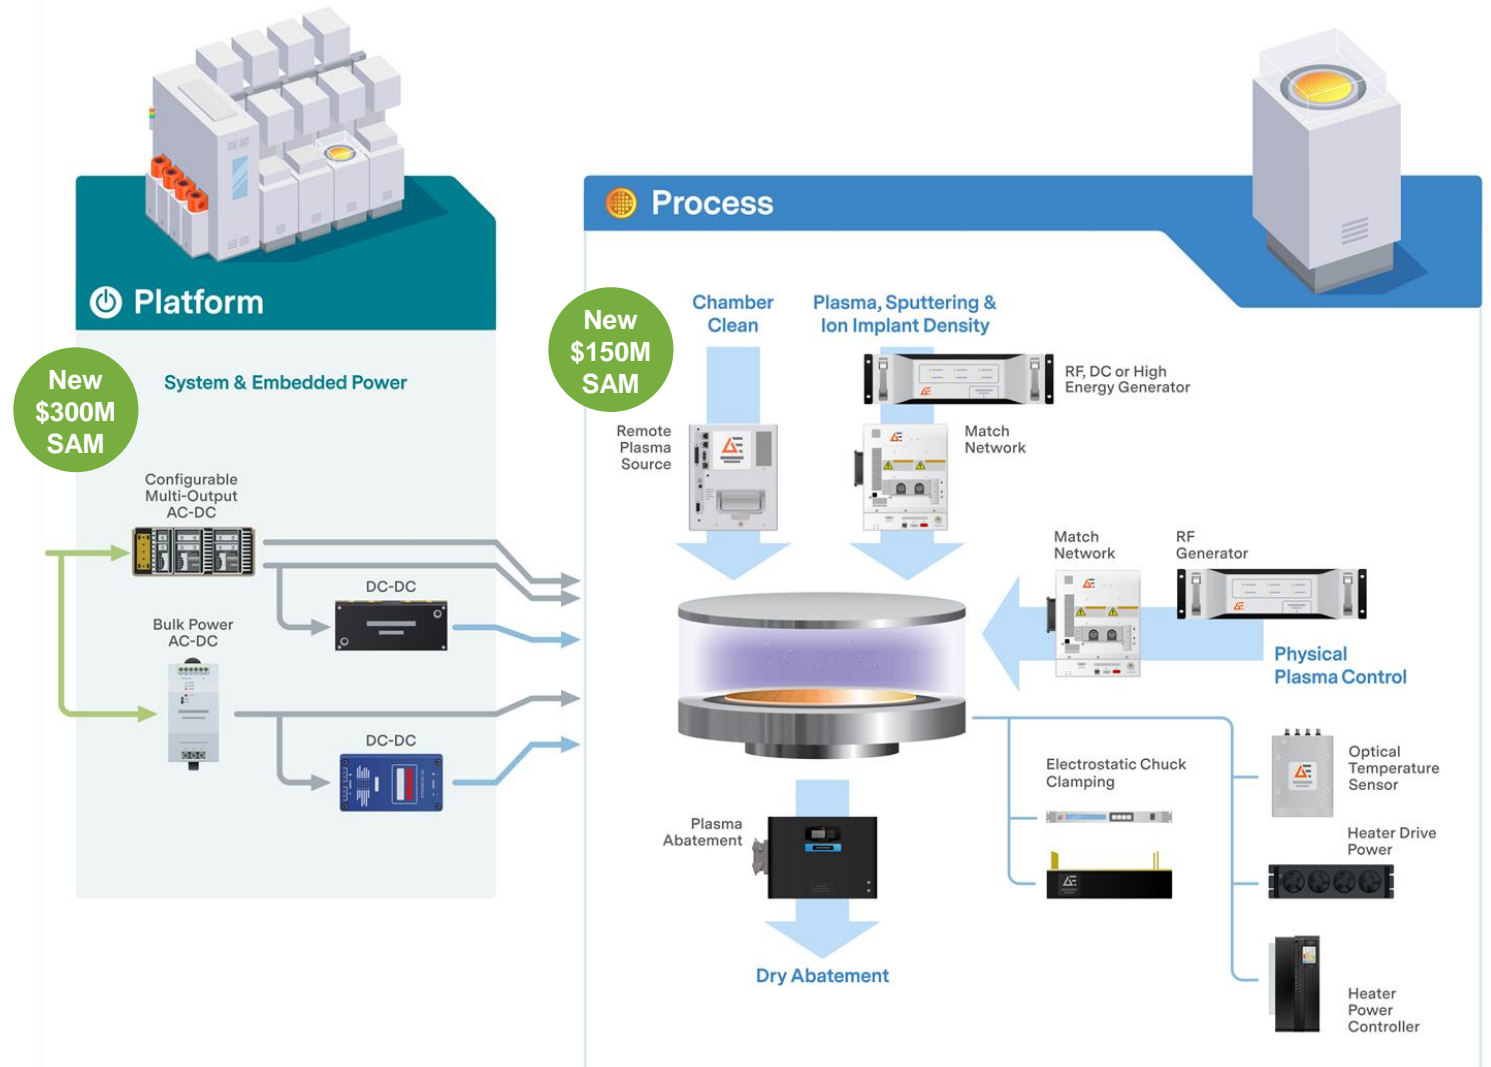 Platform
New
$300M
SAM
System & Embedded Power
Configurable
Multi-Output
AC-DC
DC-DC
Bulk Power
AC-DC
DC-DC
Process
New
$150M
SAM
Chamber
Clean
Plasma, Sputtering &
Ion Implant Density
RF, DC or High
Energy Generator
Remote
Plasma
Source
Match
Network
Match
Network
RF
Generator
Physical
Plasma Control
Electrostatic Chuck
Clamping
Optical
Temperature
Sensor
Plasma
Abatement
Heater Drive
Power
Dry Abatement
Heater
Power
Controller